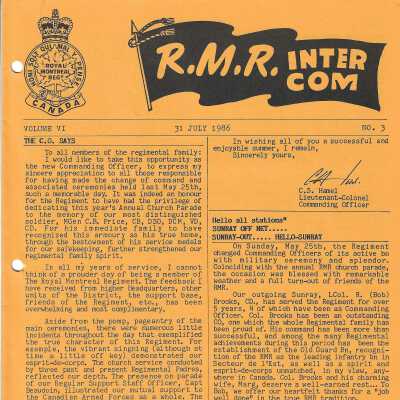 HONI SOIT QUI MAL Y PENSE
ROYAL
MONTREAL
REGT
CANADA
R.M.R. INTER
COM
VOLUME VI 31 JULY 1986 NO. 3
THE C.O. SAYS
To all members of the regimental family:
I would like to take this opportunity as
the new Commanding Officer, to express my
sincere appreciation to all those responsible
for having made the change of command and
associated ceremonies held last May 25th,
such a memorable day. It was indeed an honour
for the Regiment to have had the privilege of
dedicating this year's Annual Church Parade
to the memory of our most distinguished
soldier, MGen C.B. Price, CB, DSO, DCM, VD,
CD. For his immediate family to have
recognised this armoury as his true home,
through the bestowment of his service medals
for our safekeeping, further strengthened our
regimental family spirit.
In all my years of service, I cannot
think of a prouder day of being a member of
The Royal Montreal Regiment. The feedback I
have received from higher Headquarters, other
units of the District, the support base,
friends of the Regiment, etc., has been
overwhelming and most complimentary.
Aside from the pomp, pageantry of the
main ceremonies, there were numerous little
incidents throughout the day that exemplified
the true character of this Regiment. For
example, the vibrant singing (although at
time a little off key) demonstrated our
esprit-de-corps. The church service conducted
by three past and present Regimental Padres,
reflected our depth. The presence on parade
of our Regular Support Staff Officer, Capt
Beaudoin, illustrated our mutual support to
the Canadian Armed Forces as a whole. The
In wishing all of you a successful and
enjoyable summer, I remain,
Sincerely yours,
C.S. Hamel
Lieutenant-Colonel
Commanding Officer
Hello all stations"
SUNRAY OFF NET.....
SUNRAY-OUT..... HELLO-SUNRAY
On Sunday, May 25th, the Regiment
changed Commanding Officers of its active bn
with military ceremony and splendor.
Coinciding with the annual RMR church parade,
the occasion was blessed with remarkable
weather and a full turn-out of friends of the
RMR.
Our outgoing Sunray, LCol R. (Bob)
Brooks, CD, has served the Regiment for over
years, of which have been as Commanding
Officer. Col. Brooks has been an outstanding
CO, one which the whole Regimental family has
been proud of. His command has been more than
successful, and among the many Regimental
achievements during his period has been the
establishment of the Old Guard Fm, recognition
of the RMR as the leading infantry bn in
Secteur de l'Est, as well as a spirit and
esprit-de-corps unmatched, in my view, any-
where in Canada. Col. Brooks and his charming
wife, Marg, deserve a well-earned rest... To
Bob, we offer our heartfelt thanks for a "job
well done" in the true RMR tradition.